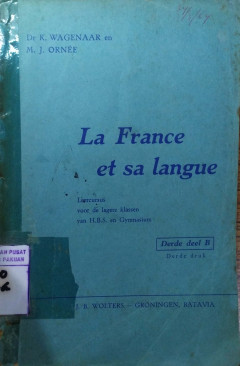 Dr K. WAGENAAR en
M. J. ORNÉE
La France
et sa langue
Leercursus
voor de lagere klassen
van H.B.S. en Gymnasium
Derde deel B
Derde druk
J. B. WOLTERS — GRONINGEN, BATAVIA